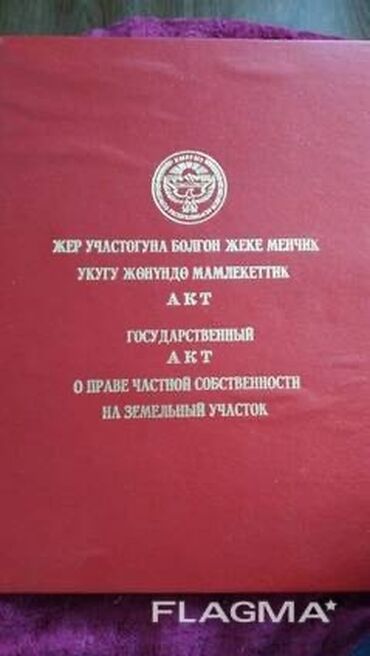 ЖЕР УЧАСТОГУНА БОЛГОН ЖЕКЕ МЕНЧИК
УКУГУ ЖӨНҮНДӨ МАМЛЕКЕТТИК
АКТ
ГОСУДАРСТВЕННЫЙ
АКТ
О ПРАВЕ ЧАСТНОЙ СОБСТВЕННОСТИ
НА ЗЕМЕЛЬНЫЙ УЧАСТОК
FLAGMA